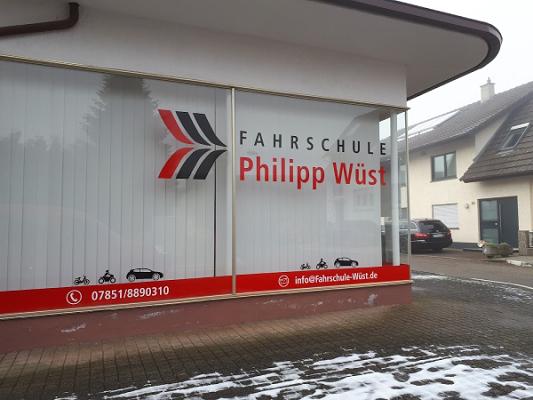 FAHRSCHULE
Philipp Wüst
07851/8890310
info@Fahrschule-Wüst.de